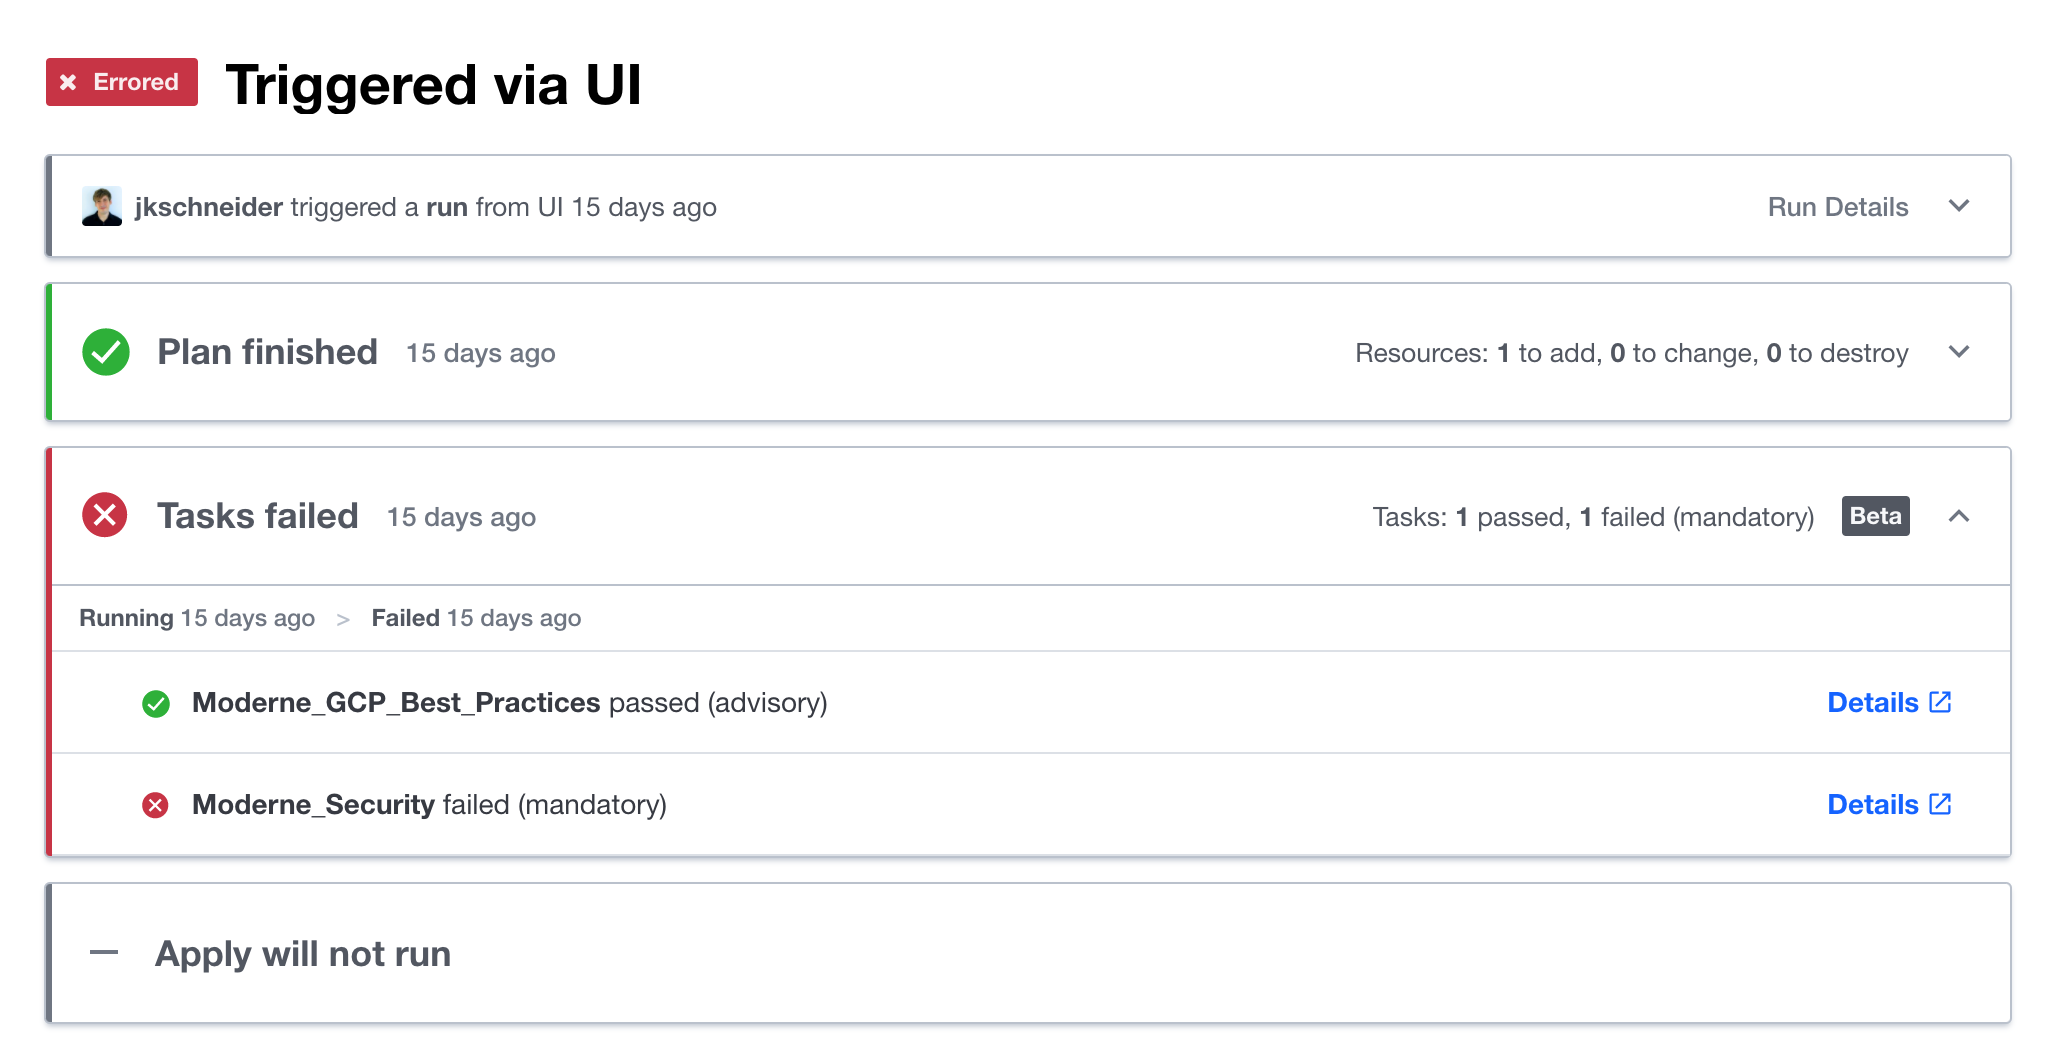 Errored Triggered via UI
jkschneider triggered a run from UI 15 days ago Run Details
Plan finished 15 days ago Resources: 1 to add, 0 to change, 0 to destroy
Tasks failed 15 days ago Tasks: 1 passed, 1 failed (mandatory) Beta
Running 15 days ago > Failed 15 days ago
Moderne_GCP_Best_Practices passed (advisory) Details
Moderne_Security failed (mandatory) Details
Apply will not run